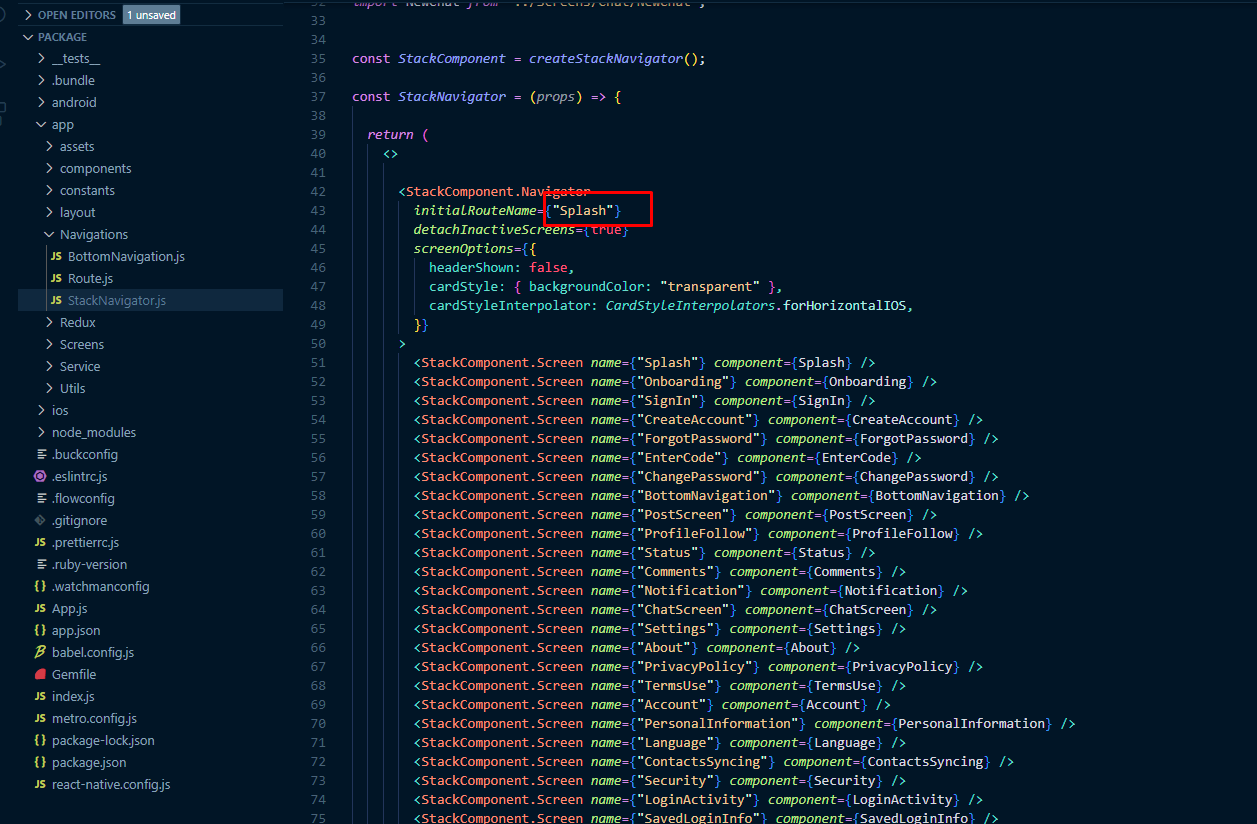 OPEN EDITORS 1 unsaved
PACKAGE
__tests__
.bundle
android
app
assets
components
constants
layout
Navigations
JS BottomNavigation.js
JS Route.js
JS StackNavigator.js
Redux
Screens
Service
Utils
ios
node_modules
.buckconfig
.eslintrc.js
.flowconfig
.gitignore
JS .prettierrc.js
.ruby-version
{} .watchmanconfig
JS App.js
{} app.json
babel.config.js
Gemfile
JS index.js
JS metro.config.js
{} package-lock.json
{} package.json
JS react-native.config.js
32 import NewChat from "../Screens/Chat/NewChat";
33
34
35 const StackComponent = createStackNavigator();
36
37 const StackNavigator = (props) => {
38
39 return (
40 <>
41
42 <StackComponent.Navigator
43 initialRouteName={"Splash"}
44 detachInactiveScreens={true}
45 screenOptions={{
46 headerShown: false,
47 cardStyle: { backgroundColor: "transparent" },
48 cardStyleInterpolator: CardStyleInterpolators.forHorizontalIOS,
49 }}
50 >
51 <StackComponent.Screen name={"Splash"} component={Splash} />
52 <StackComponent.Screen name={"Onboarding"} component={Onboarding} />
53 <StackComponent.Screen name={"SignIn"} component={SignIn} />
54 <StackComponent.Screen name={"CreateAccount"} component={CreateAccount} />
55 <StackComponent.Screen name={"ForgotPassword"} component={ForgotPassword} />
56 <StackComponent.Screen name={"EnterCode"} component={EnterCode} />
57 <StackComponent.Screen name={"ChangePassword"} component={ChangePassword} />
58 <StackComponent.Screen name={"BottomNavigation"} component={BottomNavigation} />
59 <StackComponent.Screen name={"PostScreen"} component={PostScreen} />
60 <StackComponent.Screen name={"ProfileFollow"} component={ProfileFollow} />
61 <StackComponent.Screen name={"Status"} component={Status} />
62 <StackComponent.Screen name={"Comments"} component={Comments} />
63 <StackComponent.Screen name={"Notification"} component={Notification} />
64 <StackComponent.Screen name={"ChatScreen"} component={ChatScreen} />
65 <StackComponent.Screen name={"Settings"} component={Settings} />
66 <StackComponent.Screen name={"About"} component={About} />
67 <StackComponent.Screen name={"PrivacyPolicy"} component={PrivacyPolicy} />
68 <StackComponent.Screen name={"TermsUse"} component={TermsUse} />
69 <StackComponent.Screen name={"Account"} component={Account} />
70 <StackComponent.Screen name={"PersonalInformation"} component={PersonalInformation} />
71 <StackComponent.Screen name={"Language"} component={Language} />
72 <StackComponent.Screen name={"ContactsSyncing"} component={ContactsSyncing} />
73 <StackComponent.Screen name={"Security"} component={Security} />
74 <StackComponent.Screen name={"LoginActivity"} component={LoginActivity} />
75 <StackComponent.Screen name={"SavedLoginInfo"} component={SavedLoginInfo} />